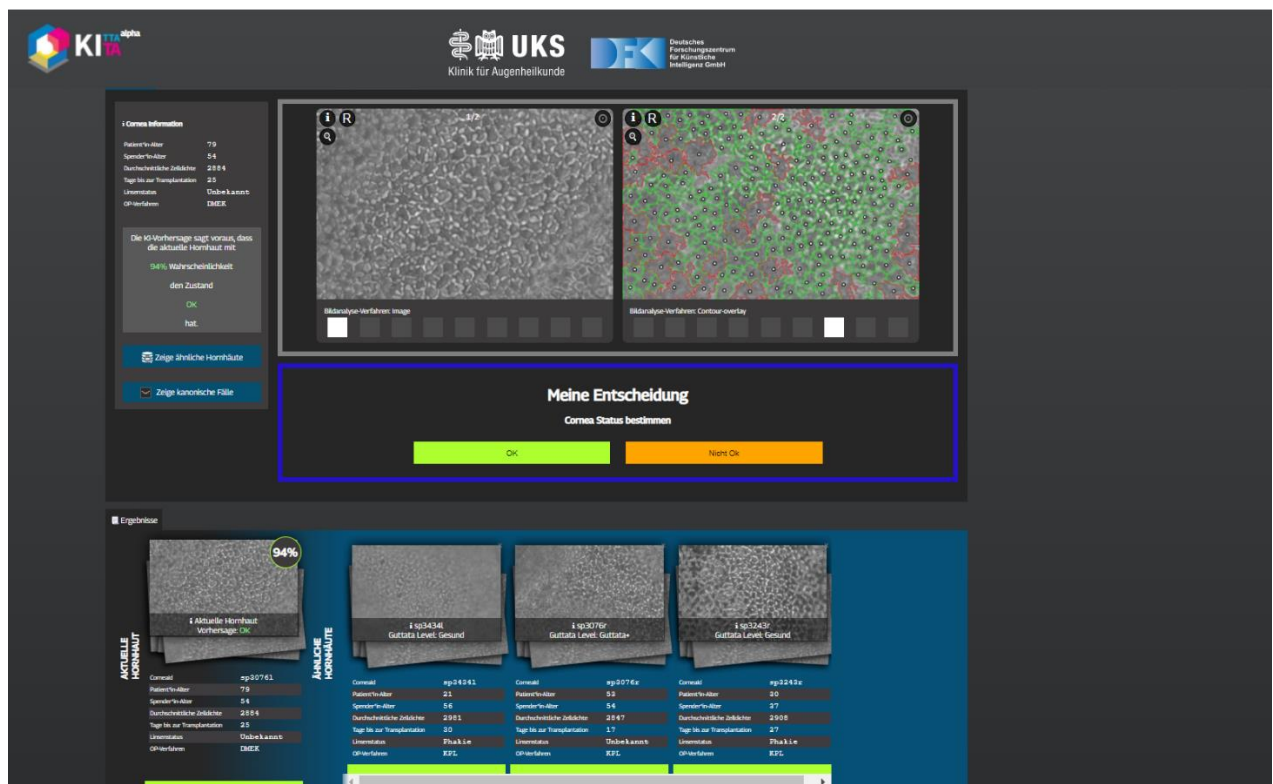 KI TTA TA alpha
UKS
Klinik für Augenheilkunde
DFK
Deutsches
Forschungszentrum
für Künstliche
Intelligenz GmbH
i Cornea Information
Patient*in-Alter 79
Spender*in-Alter 54
Durchschnittliche Zelldichte 2884
Tage bis zur Transplantation 25
Linsenstatus Unbekannt
OP-Verfahren DMEK
Die KI-Vorhersage sagt voraus, dass
die aktuelle Hornhaut mit
94% Wahrscheinlichkeit
den Zustand
OK
hat.
Zeige ähnliche Hornhäute
Zeige kanonische Fälle
i R 1/2
Bildanalyse-Verfahren: Image
i R 2/2
Bildanalyse-Verfahren: Contour-overlay
Meine Entscheidung
Cornea Status bestimmen
OK
Nicht Ok
Ergebnisse
AKTUELLE
HORNHAUT
94%
i Aktuelle Hornhaut
Vorhersage: OK
CorneaId sp3076l
Patient*in-Alter 79
Spender*in-Alter 54
Durchschnittliche Zelldichte 2884
Tage bis zur Transplantation 25
Linsenstatus Unbekannt
OP-Verfahren DMEK
ÄHNLICHE
HORNHÄUTE
i sp3434l
Guttata Level: Gesund
CorneaId sp3434l
Patient*in-Alter 21
Spender*in-Alter 56
Durchschnittliche Zelldichte 2981
Tage bis zur Transplantation 30
Linsenstatus Phakie
OP-Verfahren KPL
i sp3076r
Guttata Level: Guttata+
CorneaId sp3076r
Patient*in-Alter 53
Spender*in-Alter 54
Durchschnittliche Zelldichte 2847
Tage bis zur Transplantation 17
Linsenstatus Unbekannt
OP-Verfahren KPL
i sp3243r
Guttata Level: Gesund
CorneaId sp3243r
Patient*in-Alter 30
Spender*in-Alter 27
Durchschnittliche Zelldichte 2908
Tage bis zur Transplantation 27
Linsenstatus Phakie
OP-Verfahren KPL